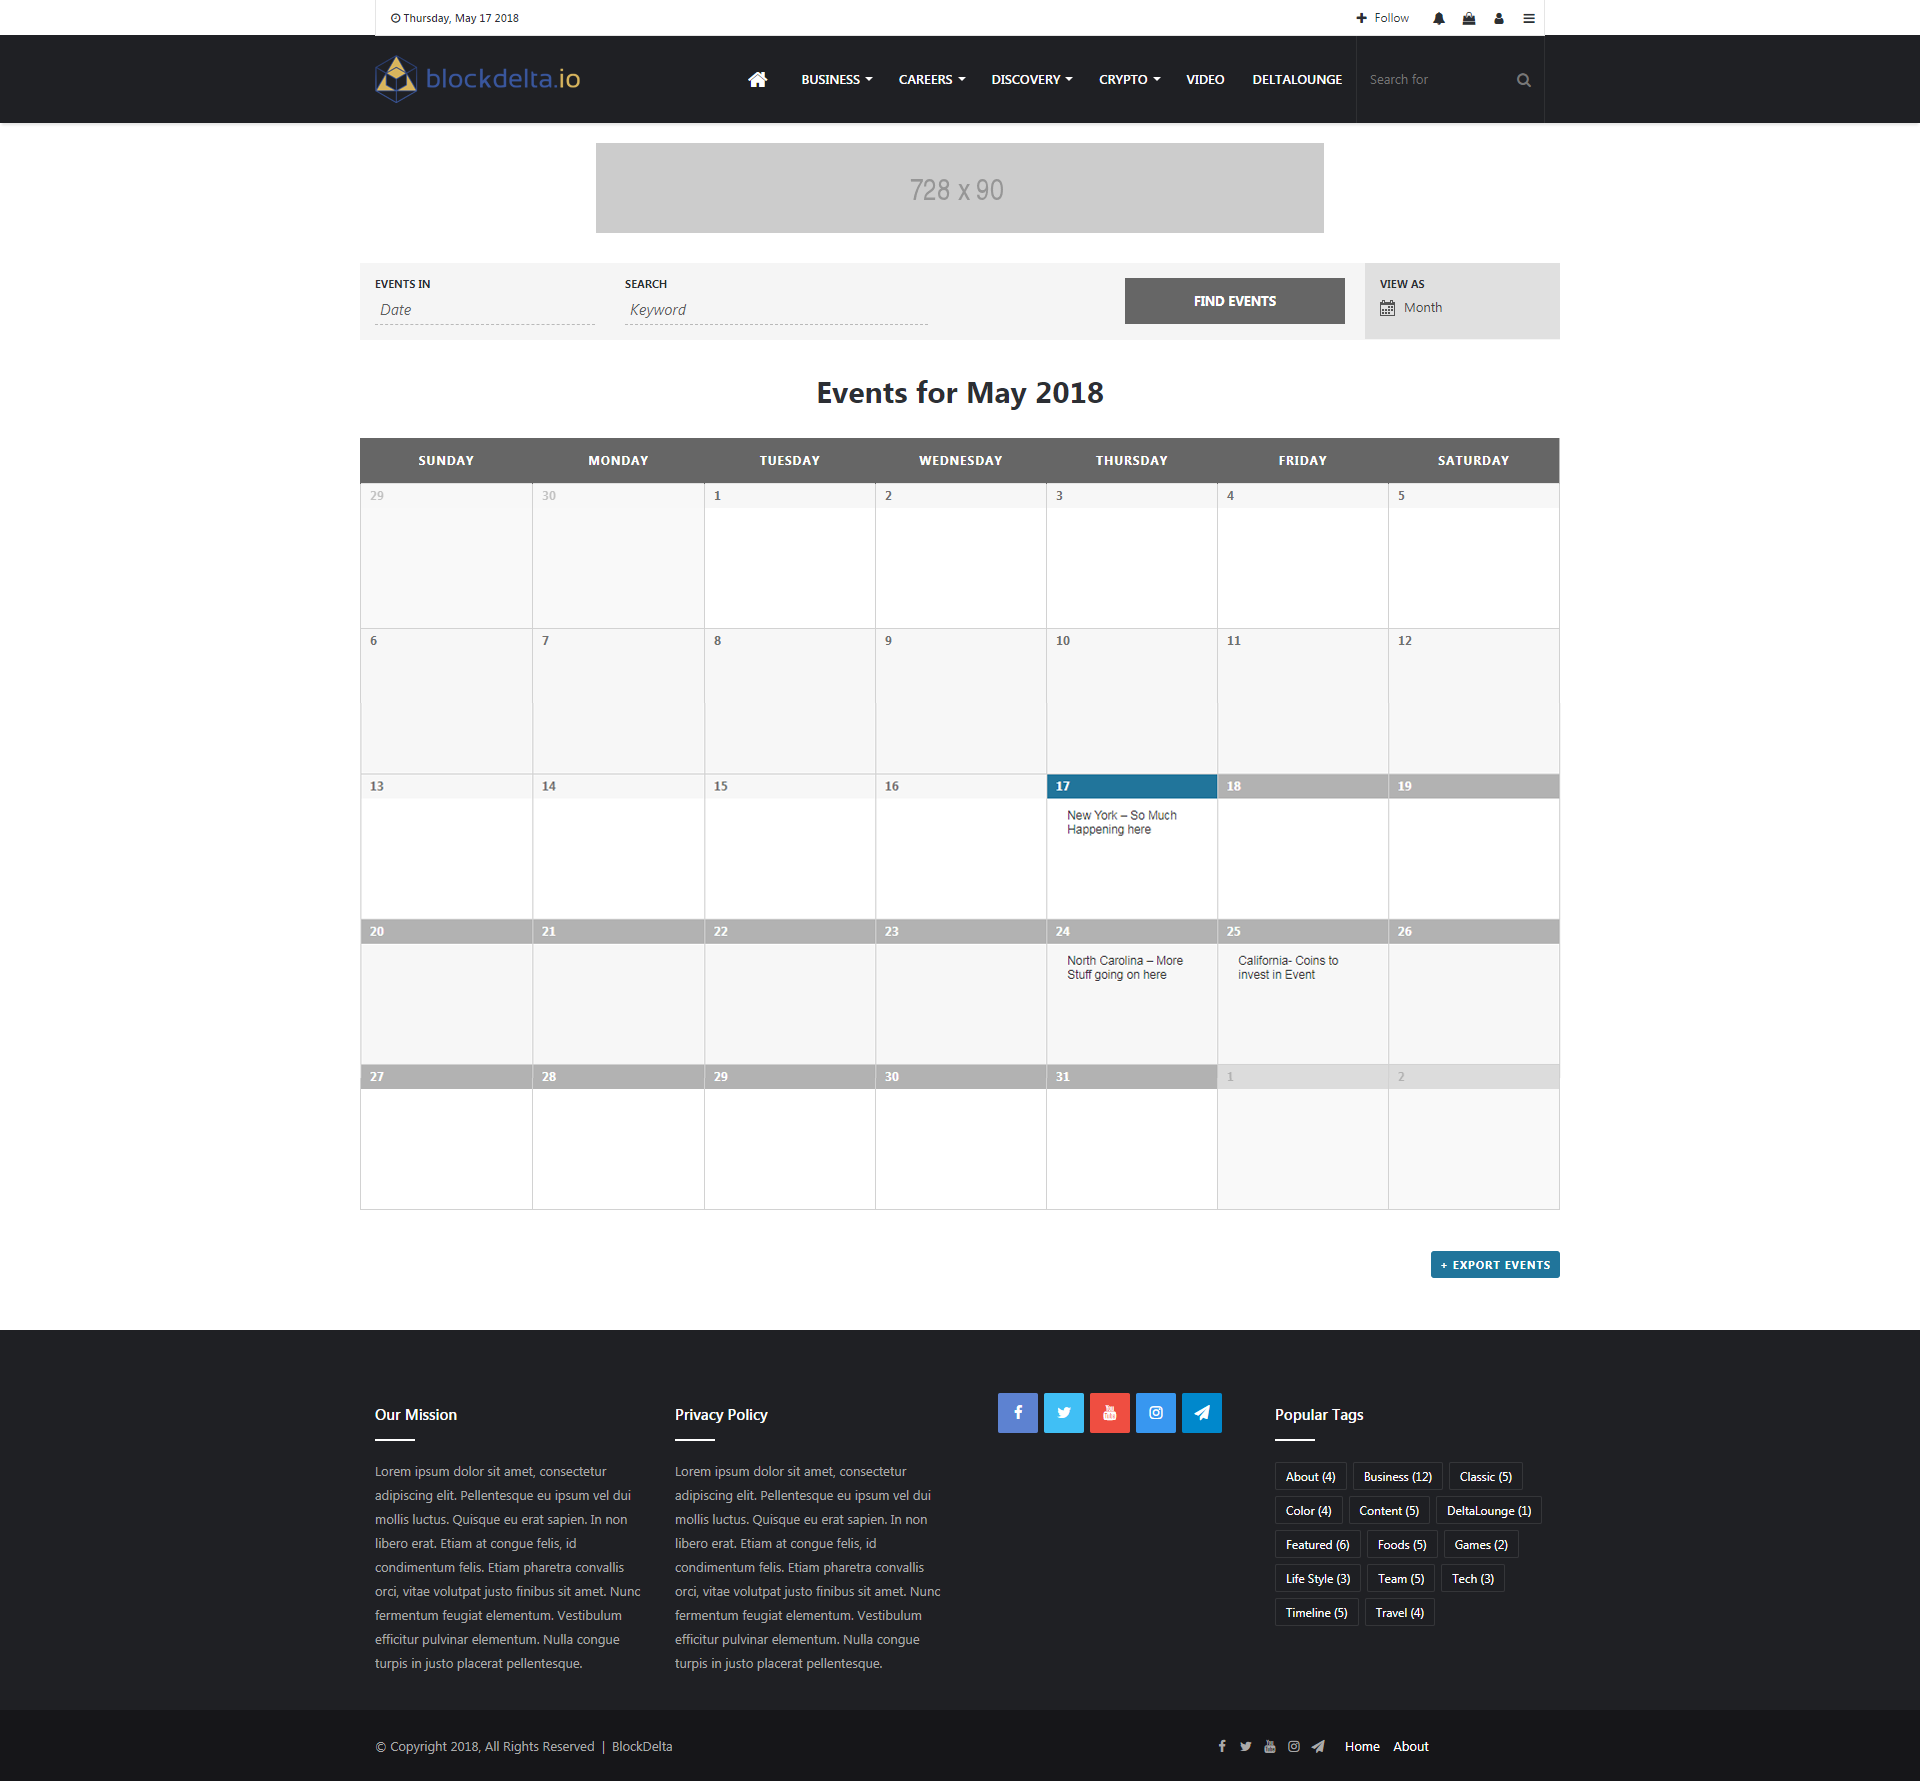 Thursday, May 17 2018
Follow
blockdelta.io
BUSINESS CAREERS DISCOVERY CRYPTO VIDEO DELTALOUNGE Search for
728 x 90
EVENTS IN SEARCH FIND EVENTS VIEW AS
Date Keyword Month
Events for May 2018
SUNDAY MONDAY TUESDAY WEDNESDAY THURSDAY FRIDAY SATURDAY
29 30 1 2 3 4 5
6 7 8 9 10 11 12
13 14 15 16 17 18 19
New York – So Much
Happening here
20 21 22 23 24 25 26
North Carolina – More
Stuff going on here
California- Coins to
invest in Event
27 28 29 30 31 1 2
+ EXPORT EVENTS
Our Mission
Lorem ipsum dolor sit amet, consectetur
adipiscing elit. Pellentesque eu ipsum vel dui
mollis luctus. Quisque eu erat sapien. In non
libero erat. Etiam at congue felis, id
condimentum felis. Etiam pharetra convallis
orci, vitae volutpat justo finibus sit amet. Nunc
fermentum feugiat elementum. Vestibulum
efficitur pulvinar elementum. Nulla congue
turpis in justo placerat pellentesque.
Privacy Policy
Lorem ipsum dolor sit amet, consectetur
adipiscing elit. Pellentesque eu ipsum vel dui
mollis luctus. Quisque eu erat sapien. In non
libero erat. Etiam at congue felis, id
condimentum felis. Etiam pharetra convallis
orci, vitae volutpat justo finibus sit amet. Nunc
fermentum feugiat elementum. Vestibulum
efficitur pulvinar elementum. Nulla congue
turpis in justo placerat pellentesque.
Popular Tags
About (4) Business (12) Classic (5)
Color (4) Content (5) DeltaLounge (1)
Featured (6) Foods (5) Games (2)
Life Style (3) Team (5) Tech (3)
Timeline (5) Travel (4)
© Copyright 2018, All Rights Reserved | BlockDelta
Home About